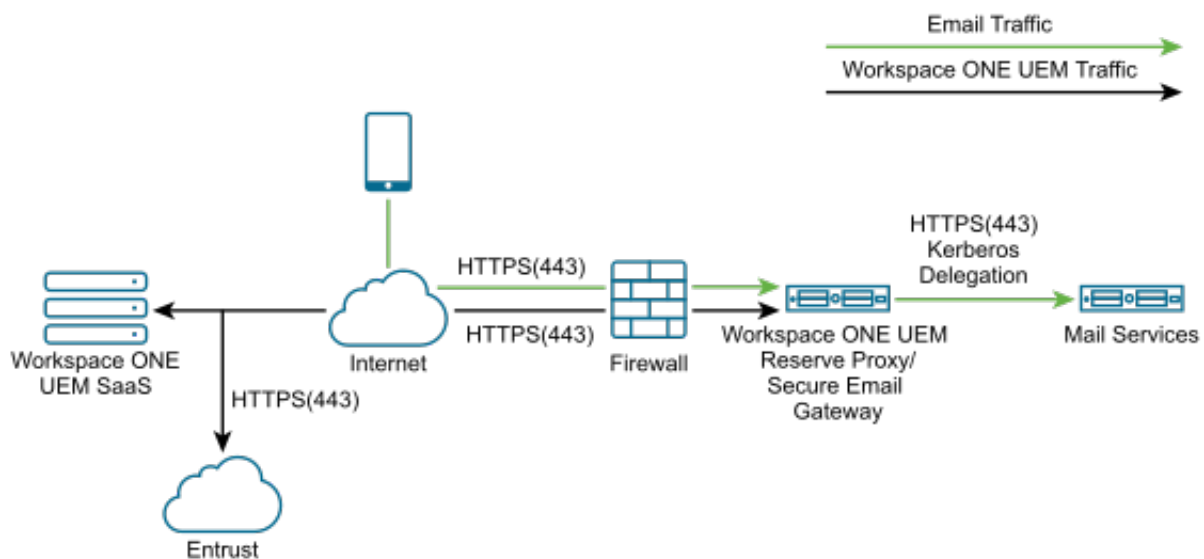 Email Traffic
Workspace ONE UEM Traffic
HTTPS(443)
Kerberos
Delegation
HTTPS(443)
HTTPS(443)
Workspace ONE
UEM SaaS
Internet
Firewall
Workspace ONE UEM
Reserve Proxy/
Secure Email
Gateway
Mail Services
HTTPS(443)
Entrust